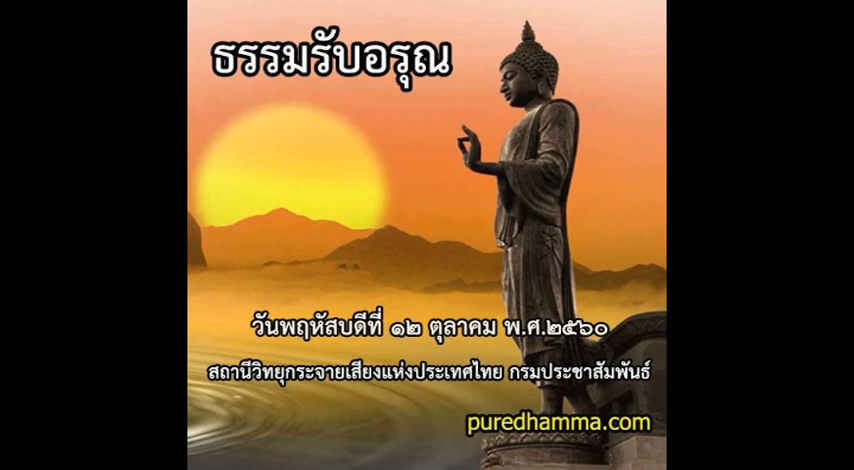 ธรรมรับอรุณ
วันพฤหัสบดีที่ ๑๒ ตุลาคม พ.ศ.๒๕๖๐
สถานีวิทยุกระจายเสียงแห่งประเทศไทย กรมประชาสัมพันธ์
puredhamma.com